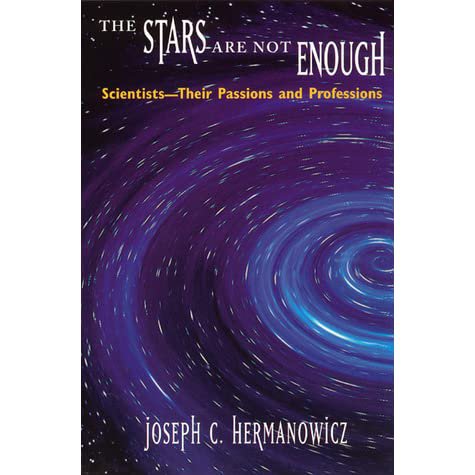 THE STARS ARE NOT ENOUGH
Scientists—Their Passions and Professions
JOSEPH C. HERMANOWICZ